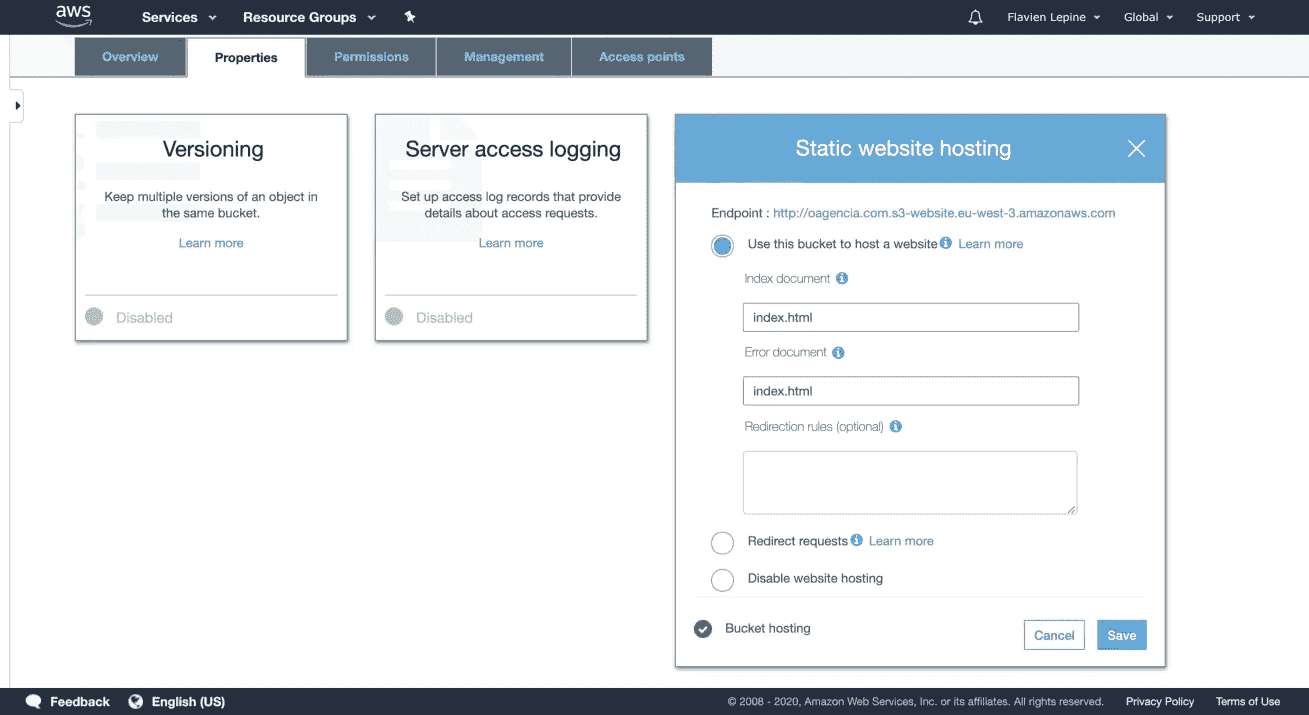 aws
Services
Resource Groups
Flavien Lepine
Global
Support
Overview
Properties
Permissions
Management
Access points
Versioning
Keep multiple versions of an object in
the same bucket.
Learn more
Disabled
Server access logging
Set up access log records that provide
details about access requests.
Learn more
Disabled
Static website hosting
Endpoint : http://oagencia.com.s3-website.eu-west-3.amazonaws.com
Use this bucket to host a website Learn more
Index document
index.html
Error document
index.html
Redirection rules (optional)
Redirect requests Learn more
Disable website hosting
Bucket hosting
Cancel
Save
Feedback
English (US)
© 2008 - 2020, Amazon Web Services, Inc. or its affiliates. All rights reserved.
Privacy Policy
Terms of Use